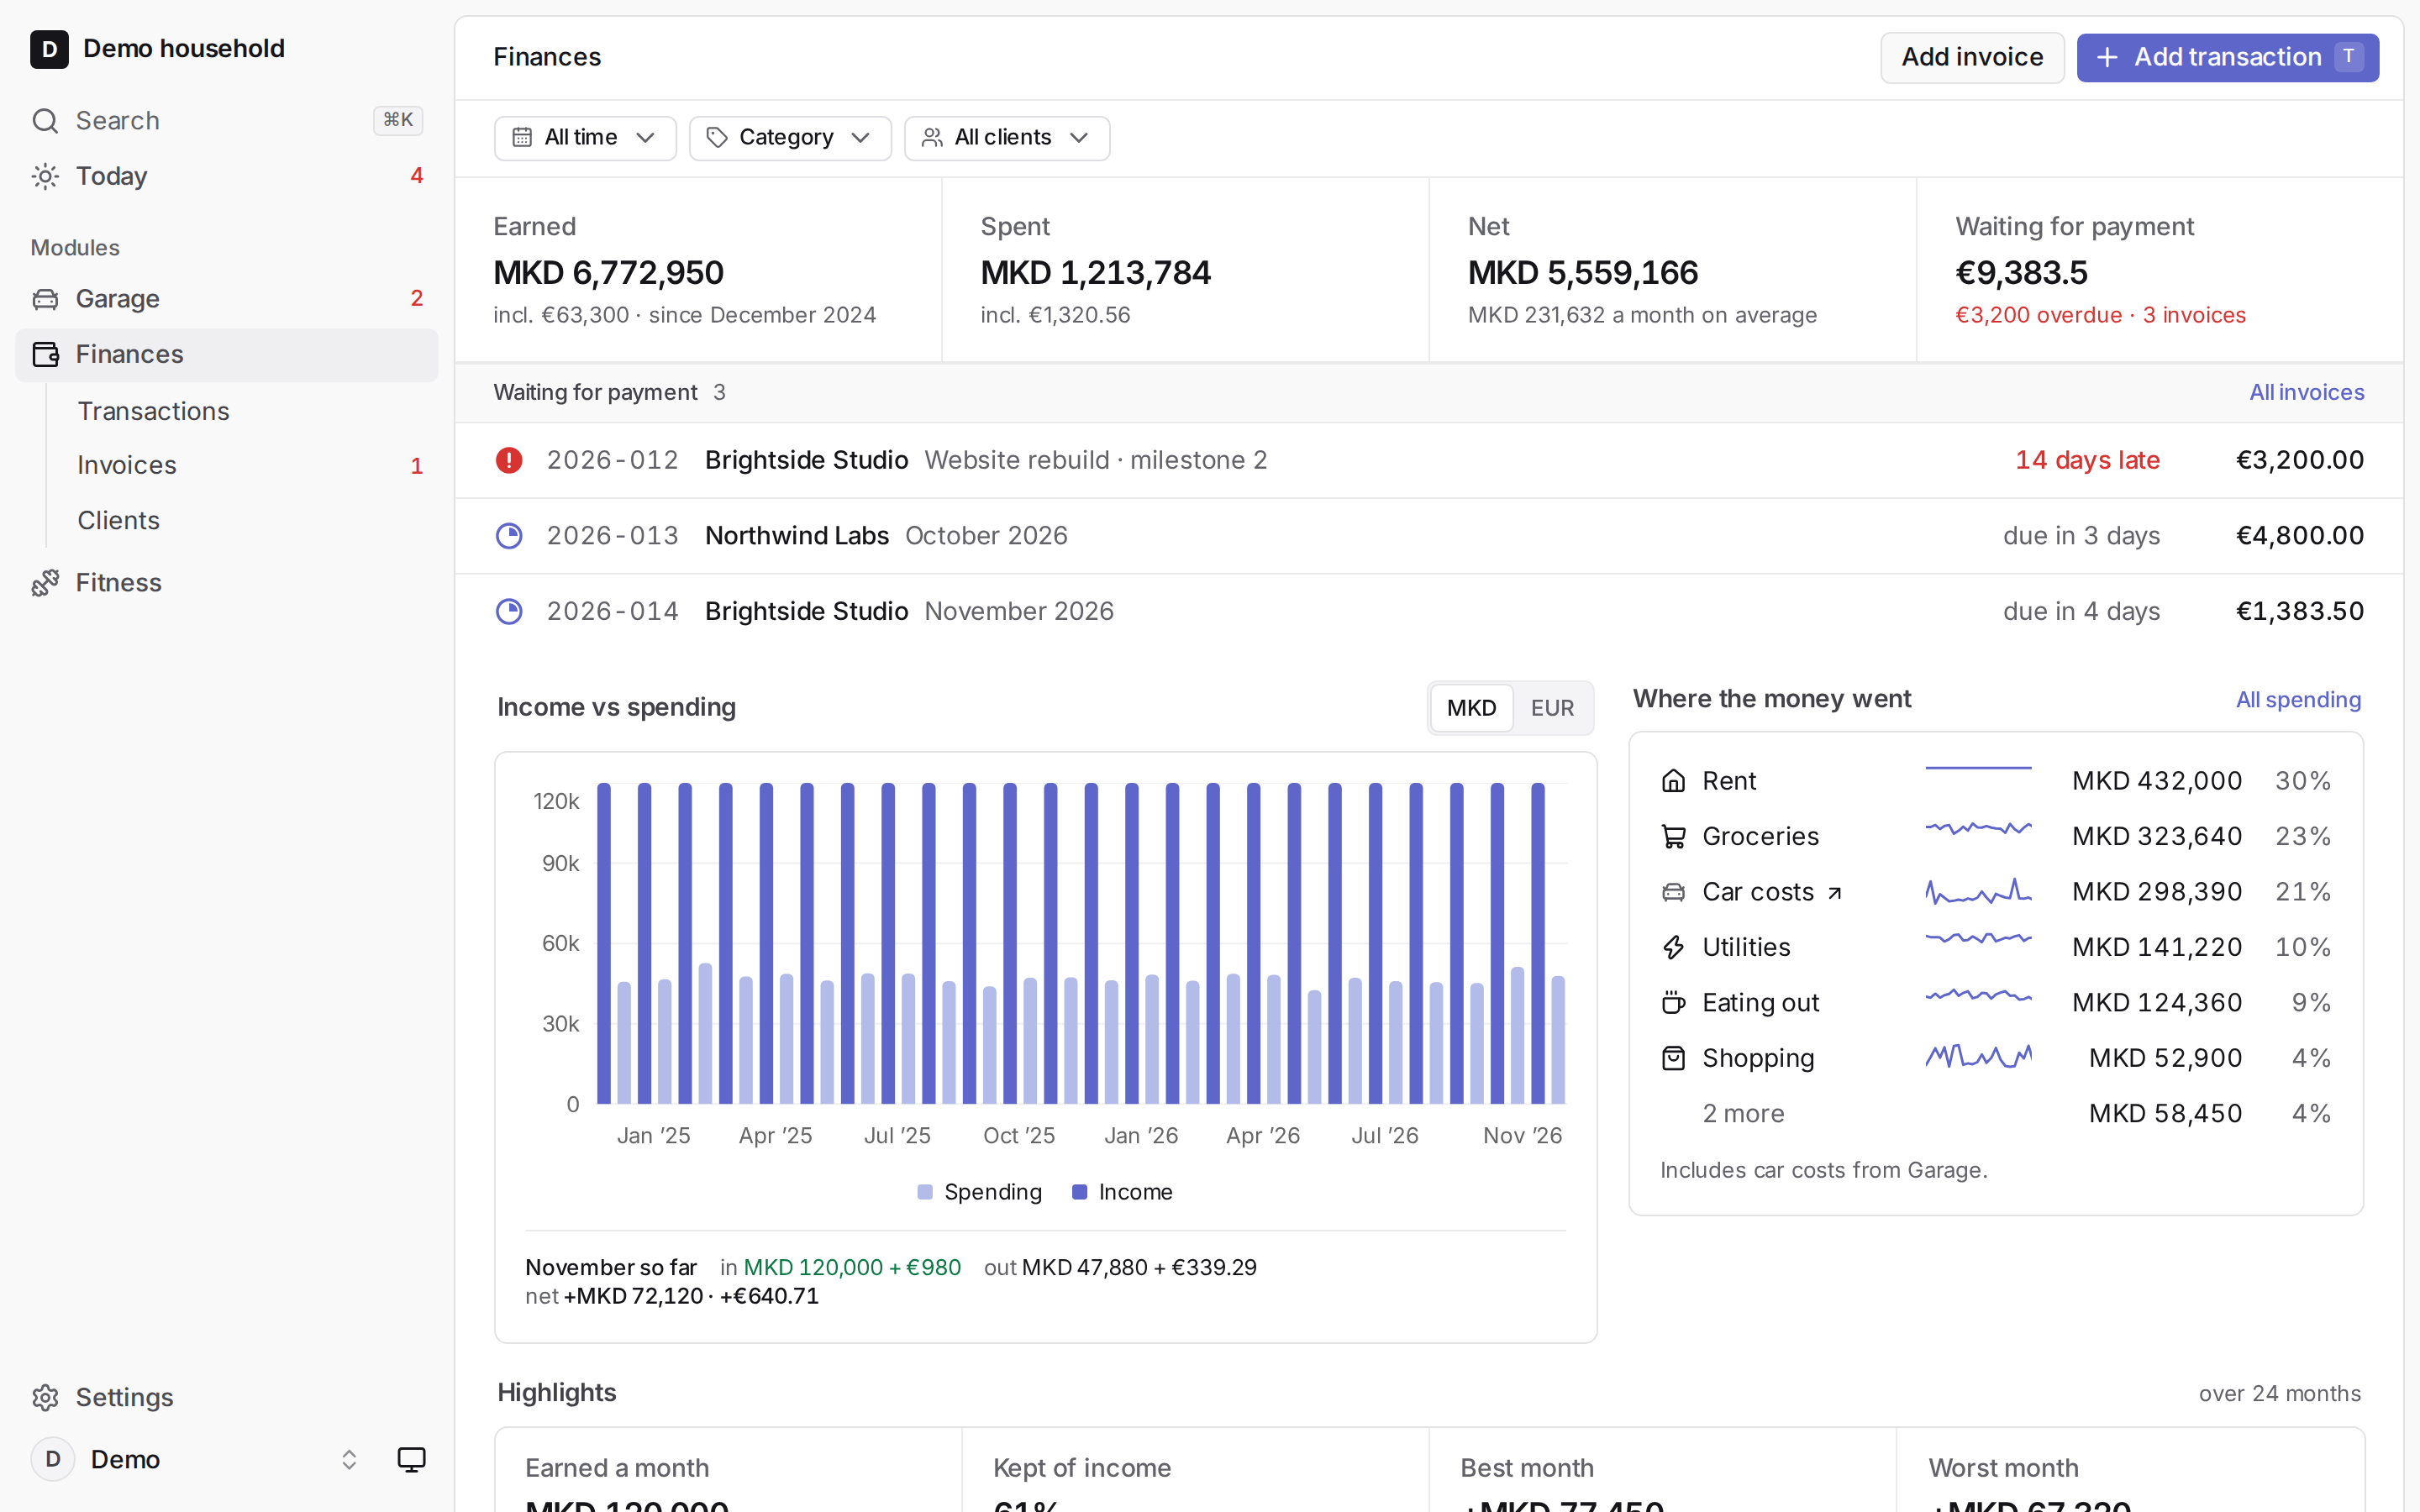 D Demo household
Search ⌘K
Today 4
Modules
Garage 2
Finances
Transactions
Invoices 1
Clients
Fitness
Settings
D Demo
Finances
Add invoice
Add transaction T
All time
Category
All clients
Earned
MKD 6,772,950
incl. €63,300 · since December 2024
Spent
MKD 1,213,784
incl. €1,320.56
Net
MKD 5,559,166
MKD 231,632 a month on average
Waiting for payment
€9,383.5
€3,200 overdue · 3 invoices
Waiting for payment 3 All invoices
2026-012 Brightside Studio Website rebuild · milestone 2 14 days late €3,200.00
2026-013 Northwind Labs October 2026 due in 3 days €4,800.00
2026-014 Brightside Studio November 2026 due in 4 days €1,383.50
Income vs spending MKD EUR
120k
90k
60k
30k
0
Jan ’25 Apr ’25 Jul ’25 Oct ’25 Jan ’26 Apr ’26 Jul ’26 Nov ’26
Spending Income
November so far in MKD 120,000 + €980 out MKD 47,880 + €339.29
net +MKD 72,120 · +€640.71
Where the money went All spending
Rent MKD 432,000 30%
Groceries MKD 323,640 23%
Car costs MKD 298,390 21%
Utilities MKD 141,220 10%
Eating out MKD 124,360 9%
Shopping MKD 52,900 4%
2 more MKD 58,450 4%
Includes car costs from Garage.
Highlights over 24 months
Earned a month
MKD 120,000
Kept of income
61%
Best month
+MKD 77,450
Worst month
+MKD 67,320